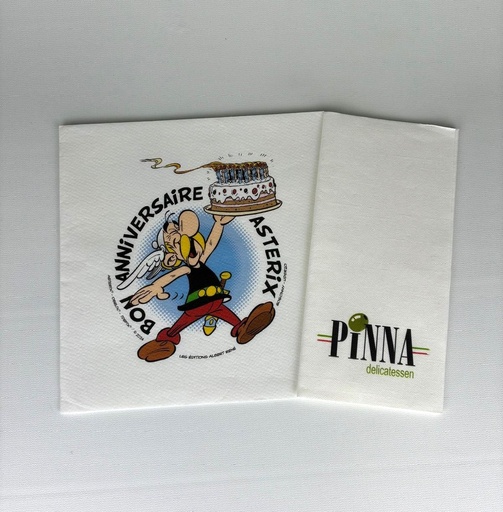 BON ANNIVERSAIRE ASTERIX
LES ÉDITIONS ALBERT RENÉ
PiNNA
delicatessen